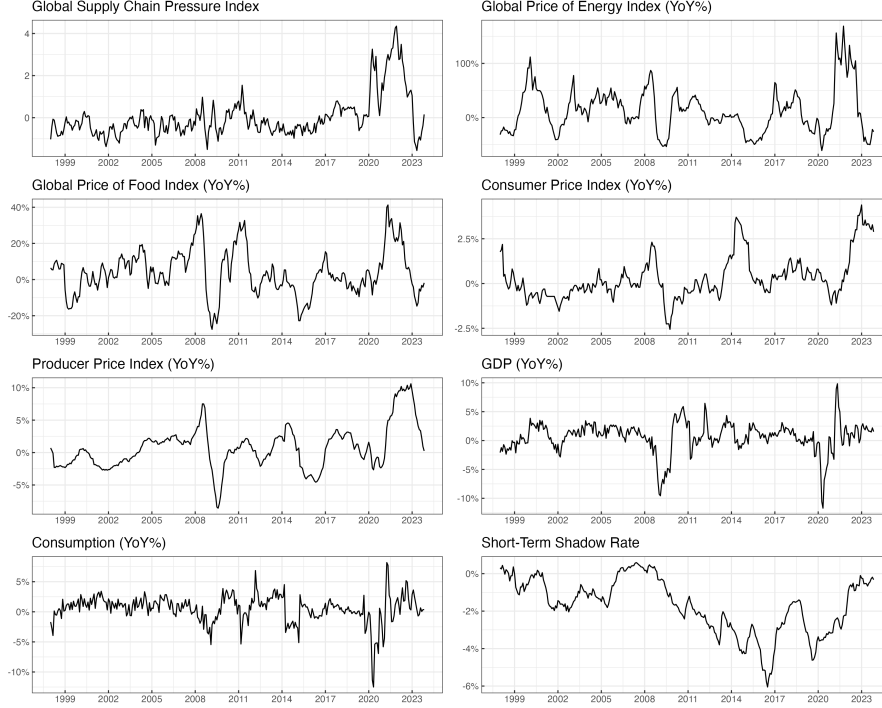 Global Supply Chain Pressure Index
4
2
0
1999 2002 2005 2008 2011 2014 2017 2020 2023
Global Price of Energy Index (YoY%)
100%
0%
1999 2002 2005 2008 2011 2014 2017 2020 2023
Global Price of Food Index (YoY%)
40%
20%
0%
-20%
1999 2002 2005 2008 2011 2014 2017 2020 2023
Consumer Price Index (YoY%)
2.5%
0%
-2.5%
1999 2002 2005 2008 2011 2014 2017 2020 2023
Producer Price Index (YoY%)
10%
5%
0%
-5%
1999 2002 2005 2008 2011 2014 2017 2020 2023
GDP (YoY%)
10%
5%
0%
-5%
-10%
1999 2002 2005 2008 2011 2014 2017 2020 2023
Consumption (YoY%)
5%
0%
-5%
-10%
1999 2002 2005 2008 2011 2014 2017 2020 2023
Short-Term Shadow Rate
0%
-2%
-4%
-6%
1999 2002 2005 2008 2011 2014 2017 2020 2023